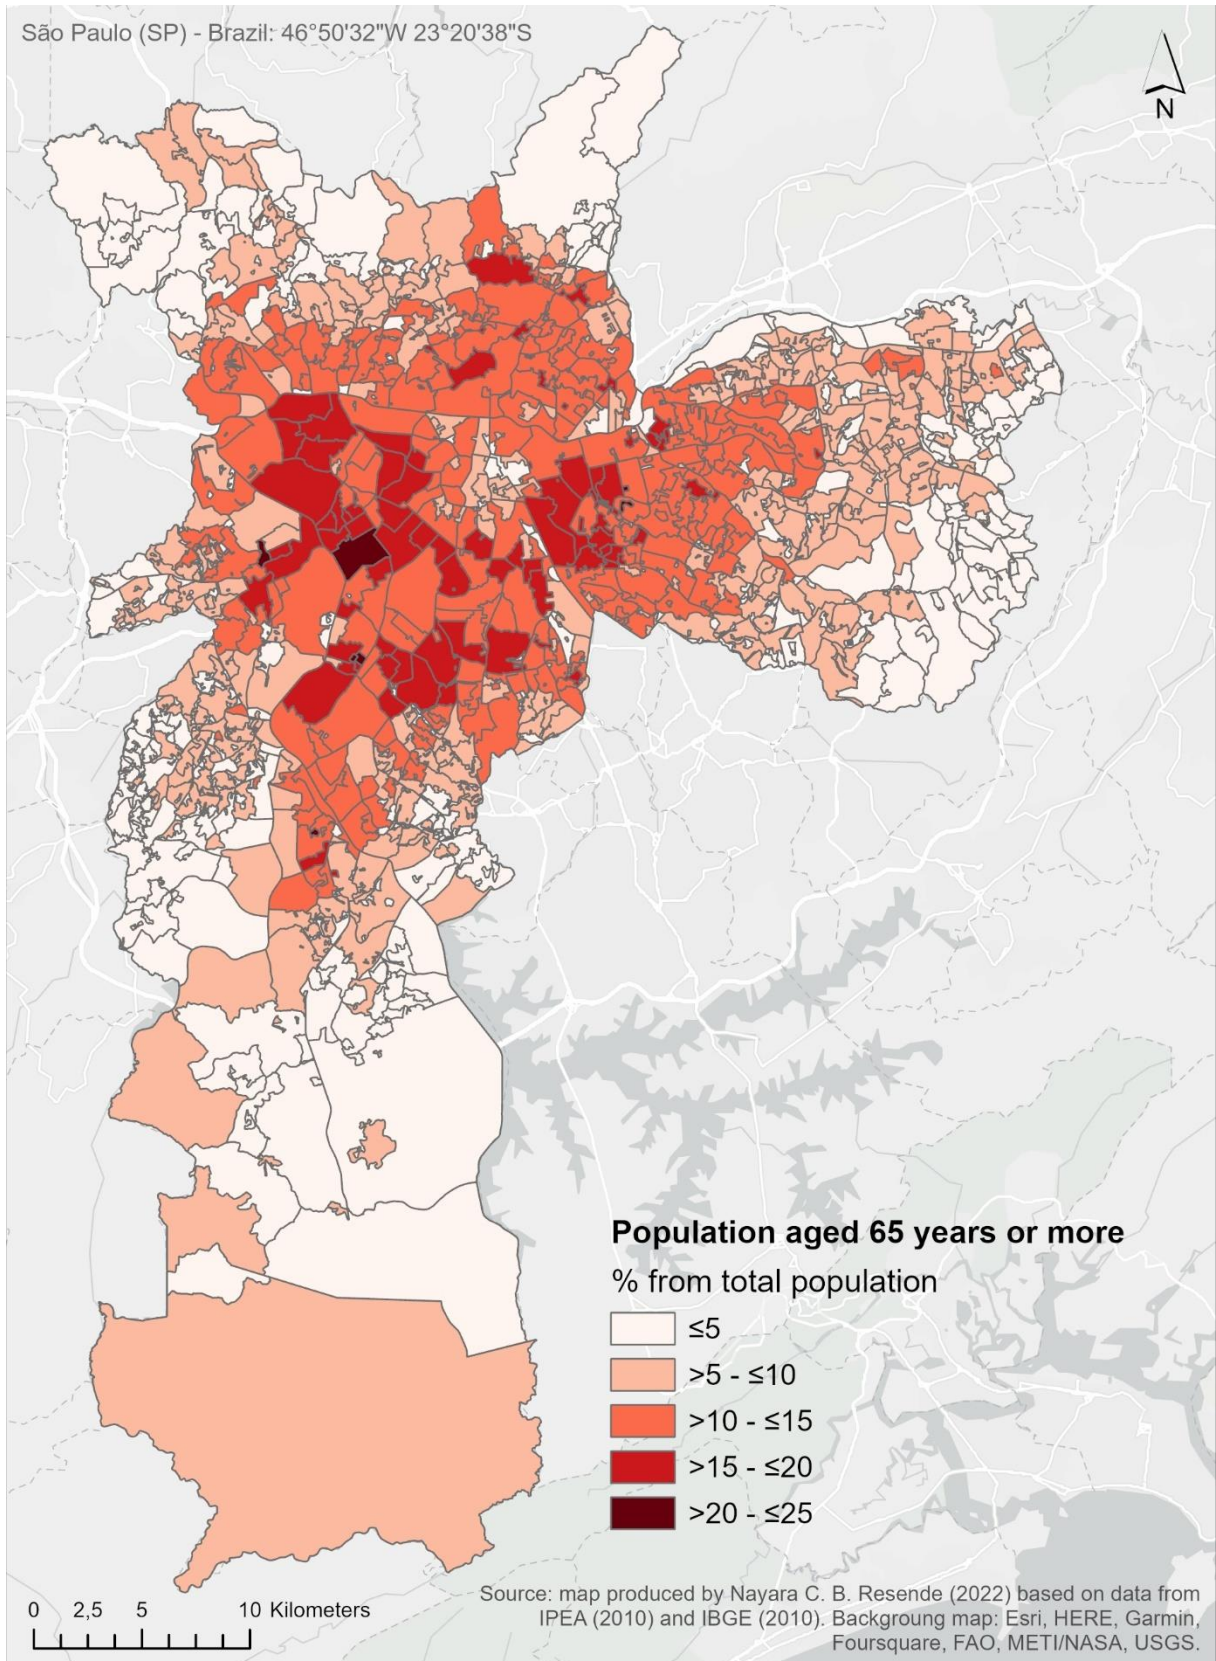 São Paulo (SP) - Brazil: 46°50'32"W 23°20'38"S
N
Population aged 65 years or more
% from total population
≤5
>5 - ≤10
>10 - ≤15
>15 - ≤20
>20 - ≤25
0 2,5 5 10 Kilometers
Source: map produced by Nayara C. B. Resende (2022) based on data from
IPEA (2010) and IBGE (2010). Backgroung map: Esri, HERE, Garmin,
Foursquare, FAO, METI/NASA, USGS.